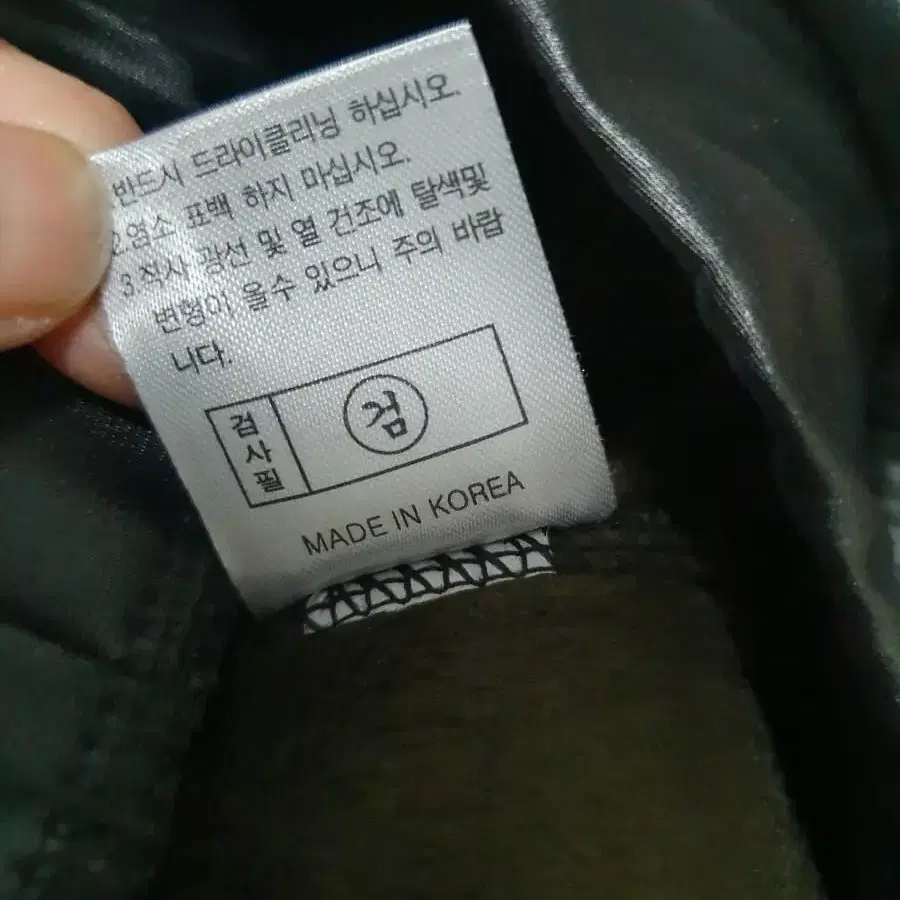 반드시 드라이클리닝 하십시오.
2.염소 표백 하지 마십시오.
3.직사 광선 및 열 건조에 탈색및
변형이 올수 있으니 주의 바랍
니다.
검사필
검
MADE IN KOREA